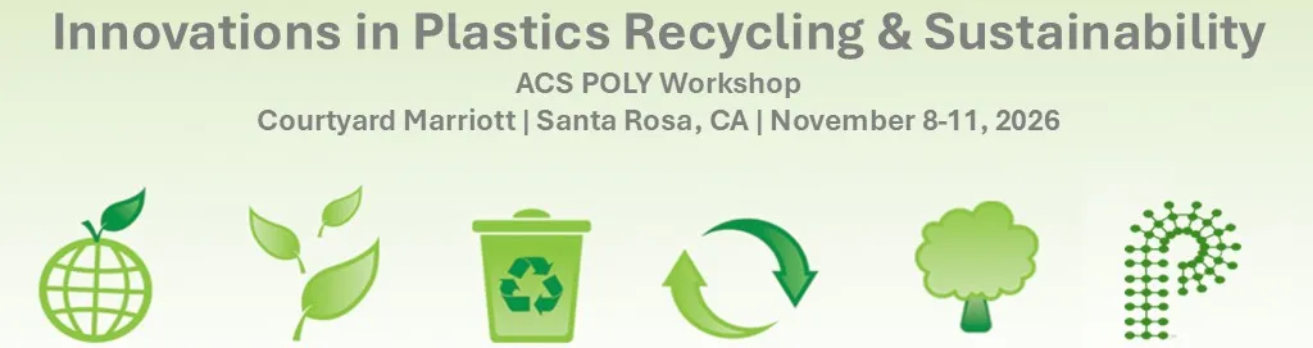 Innovations in Plastics Recycling & Sustainability
ACS POLY Workshop
Courtyard Marriott | Santa Rosa, CA | November 8-11, 2026